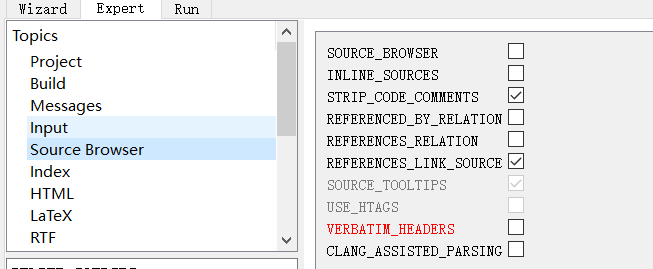 Wizard Expert Run
Topics
Project
Build
Messages
Input
Source Browser
Index
HTML
LaTeX
RTF
SOURCE_BROWSER
INLINE_SOURCES
STRIP_CODE_COMMENTS
REFERENCED_BY_RELATION
REFERENCES_RELATION
REFERENCES_LINK_SOURCE
SOURCE_TOOLTIPS
USE_HTAGS
VERBATIM_HEADERS
CLANG_ASSISTED_PARSING